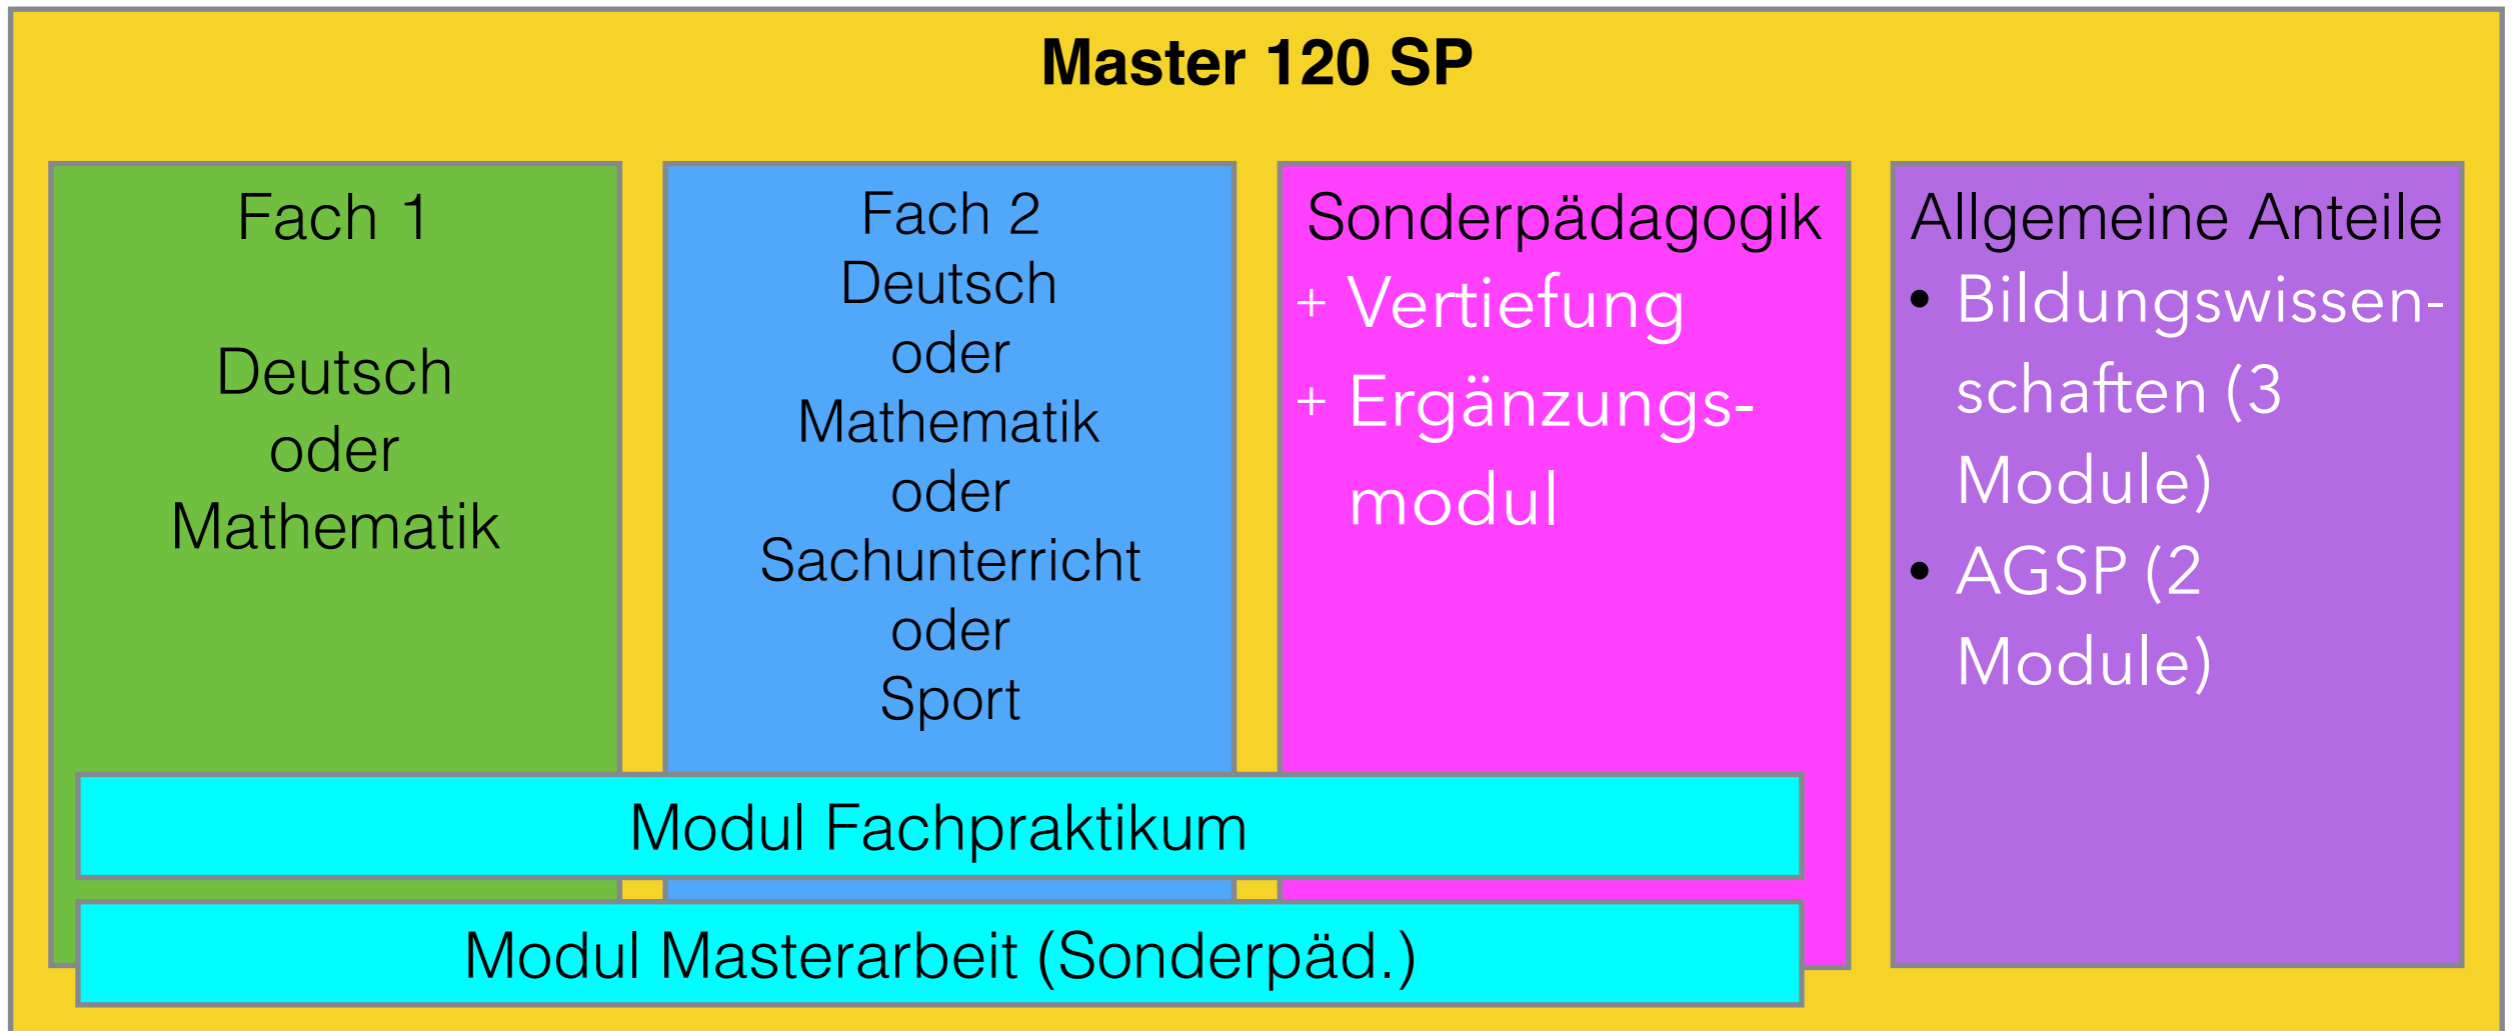 Master 120 SP
Fach 1
Deutsch
oder
Mathematik
Fach 2
Deutsch
oder
Mathematik
oder
Sachunterricht
oder
Sport
Sonderpädagogik
+ Vertiefung
+ Ergänzungs-
modul
Allgemeine Anteile
• Bildungswissen-
schaften (3
Module)
• AGSP (2
Module)
Modul Fachpraktikum
Modul Masterarbeit (Sonderpäd.)